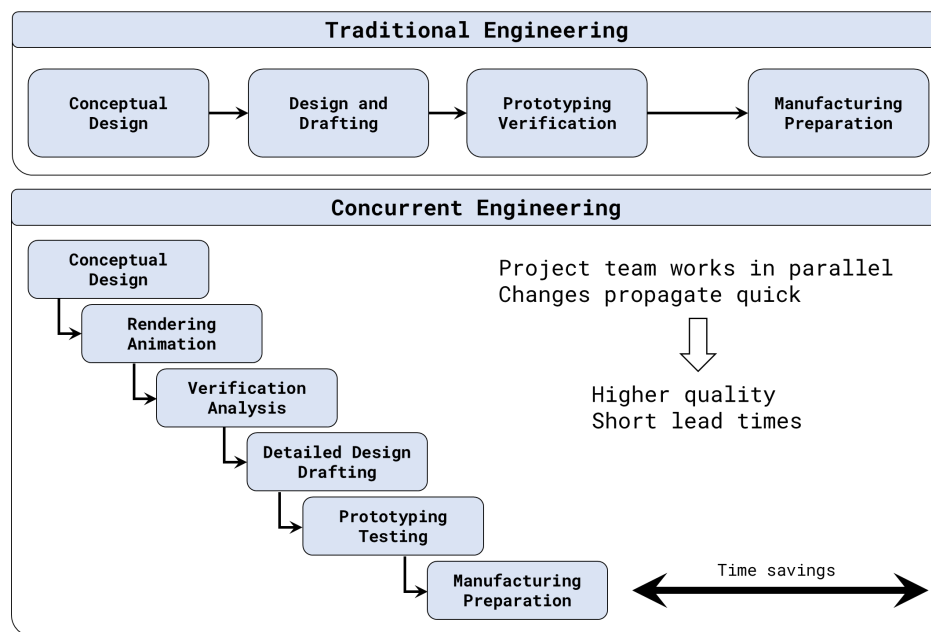 Traditional Engineering
Conceptual
Design
Design and
Drafting
Prototyping
Verification
Manufacturing
Preparation
Concurrent Engineering
Conceptual
Design
Rendering
Animation
Verification
Analysis
Detailed Design
Drafting
Prototyping
Testing
Manufacturing
Preparation
Project team works in parallel
Changes propagate quick
Higher quality
Short lead times
Time savings